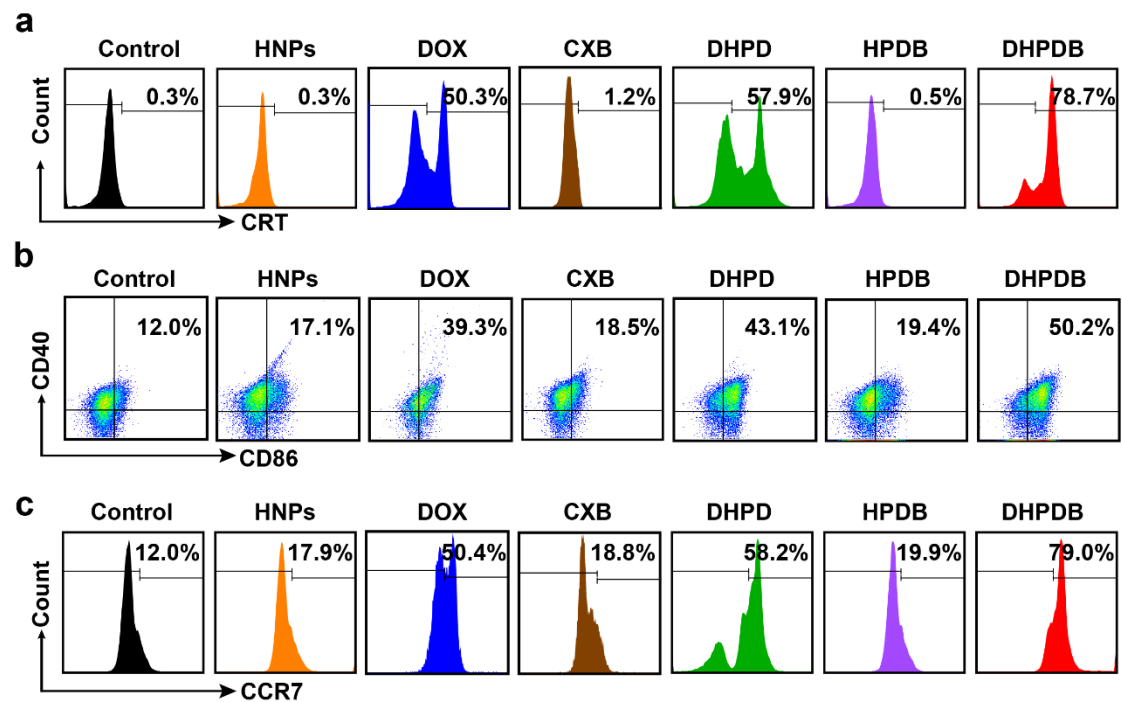 a
Control HNPs DOX CXB DHPD HPDB DHPDB
0.3% 0.3% 50.3% 1.2% 57.9% 0.5% 78.7%
Count
CRT
b
Control HNPs DOX CXB DHPD HPDB DHPDB
12.0% 17.1% 39.3% 18.5% 43.1% 19.4% 50.2%
CD40
CD86
c
Control HNPs DOX CXB DHPD HPDB DHPDB
12.0% 17.9% 50.4% 18.8% 58.2% 19.9% 79.0%
Count
CCR7